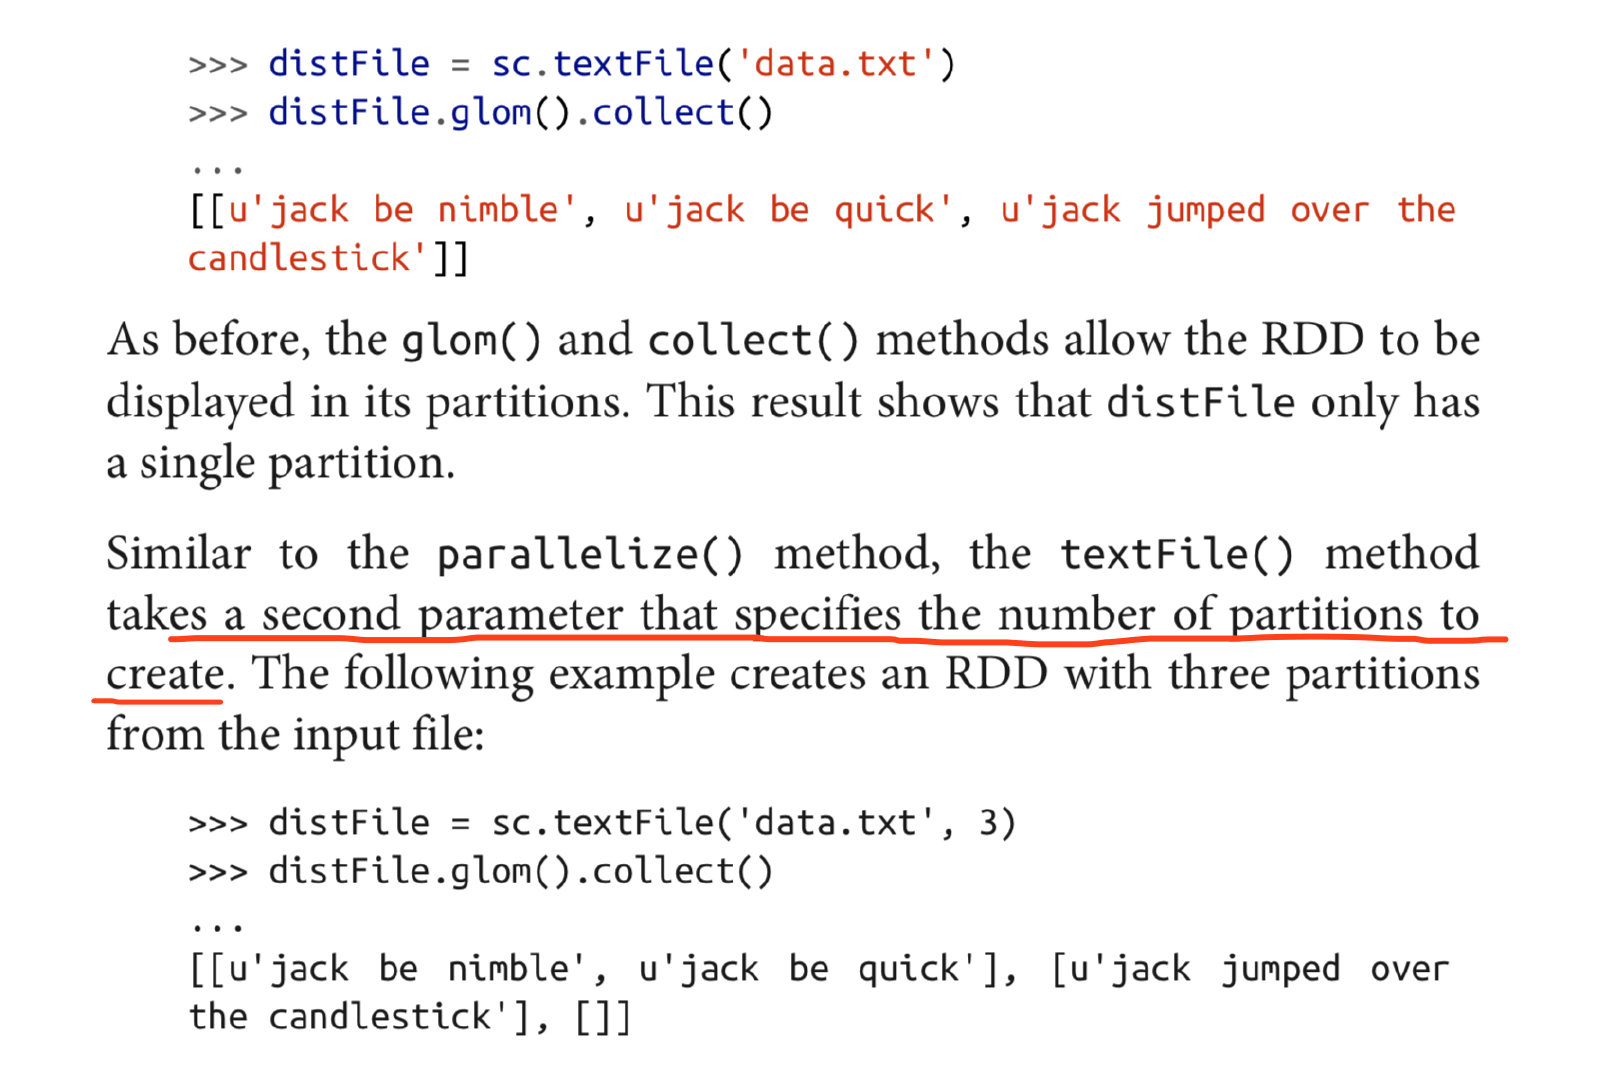 >>> distFile = sc.textFile('data.txt')
>>> distFile.glom().collect()
...
[[u'jack be nimble', u'jack be quick', u'jack jumped over the
candlestick']]
As before, the glom() and collect() methods allow the RDD to be
displayed in its partitions. This result shows that distFile only has
a single partition.
Similar to the parallelize() method, the textFile() method
takes a second parameter that specifies the number of partitions to
create. The following example creates an RDD with three partitions
from the input file:
>>> distFile = sc.textFile('data.txt', 3)
>>> distFile.glom().collect()
...
[[u'jack be nimble', u'jack be quick'], [u'jack jumped over
the candlestick'], []]